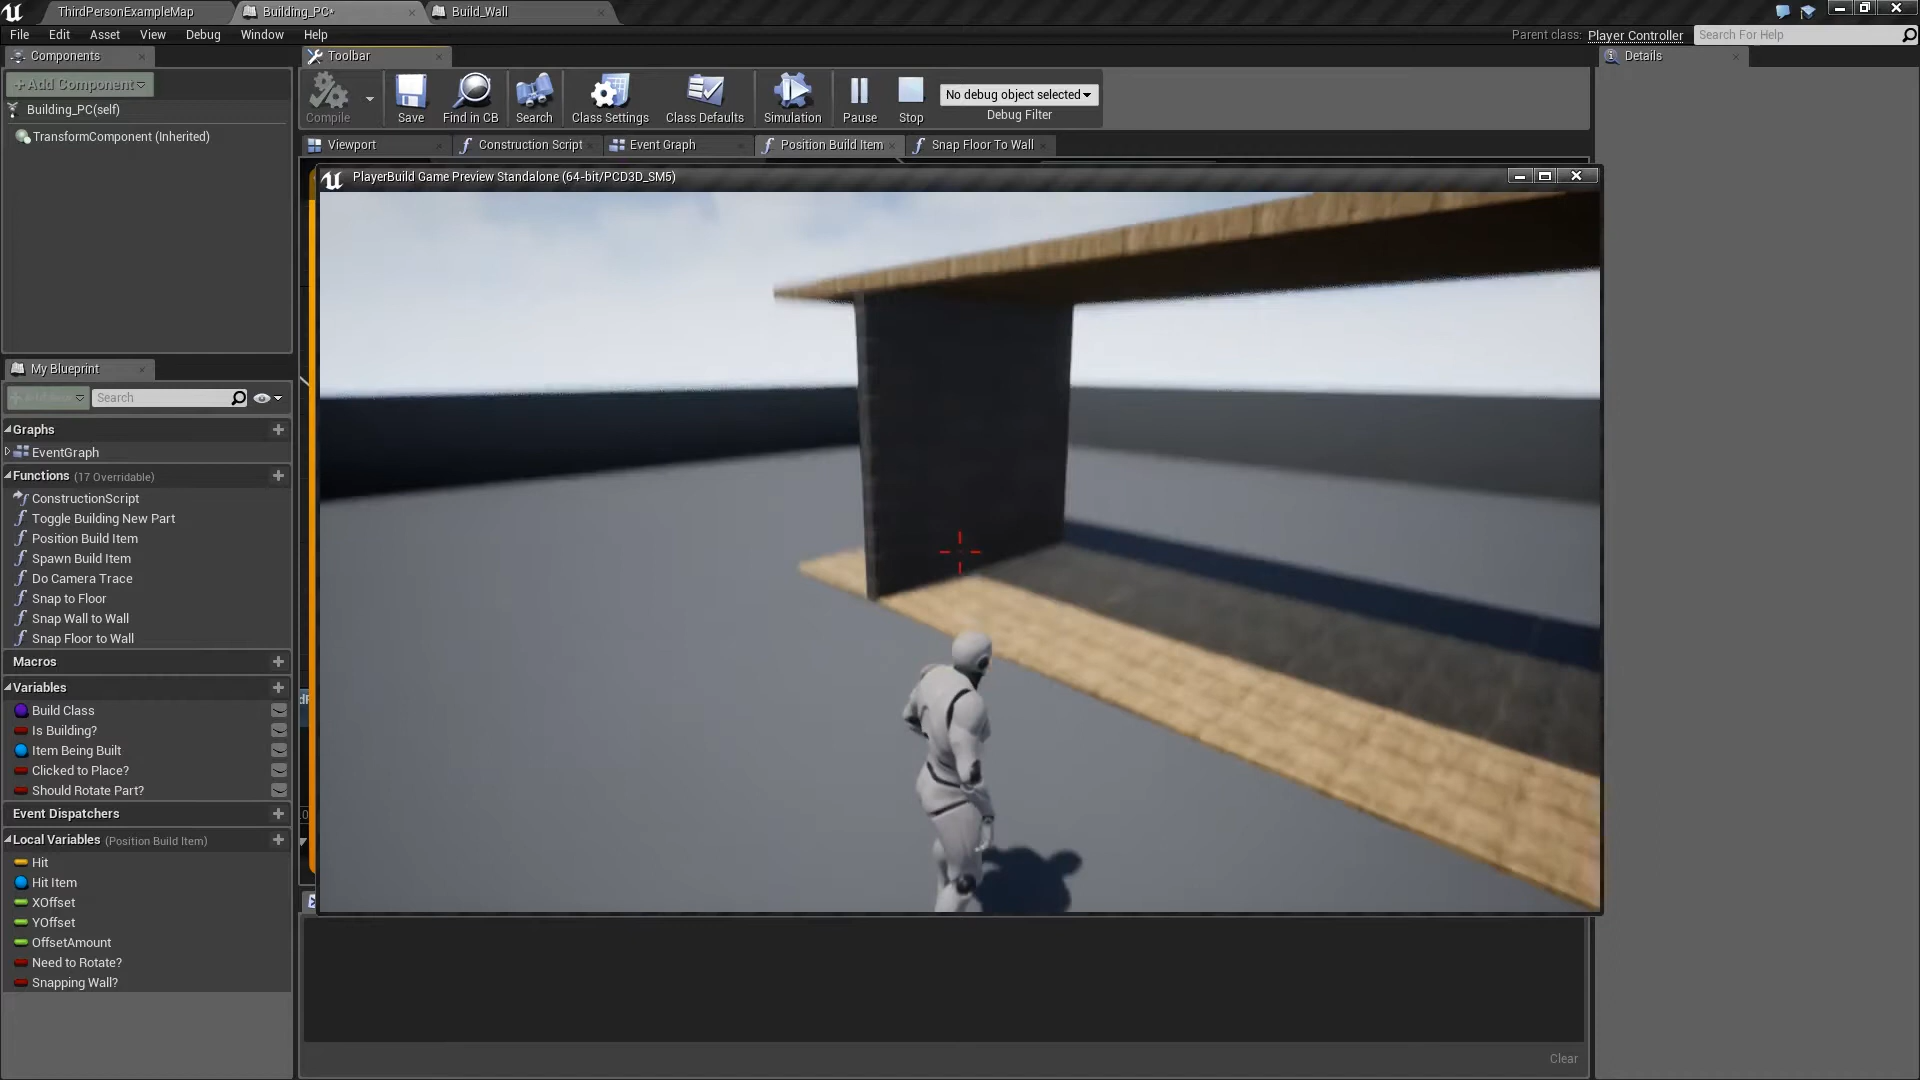 ThirdPersonExampleMap
Building_PC*
Build_Wall
File Edit Asset View Debug Window Help
Parent class: Player Controller
Search For Help
Components
Toolbar
Details
+Add Component
Building_PC(self)
TransformComponent (Inherited)
Compile
Save
Find in CB
Search
Class Settings
Class Defaults
Simulation
Pause
Stop
No debug object selected
Debug Filter
Viewport
Construction Script
Event Graph
Position Build Item
Snap Floor To Wall
PlayerBuild Game Preview Standalone (64-bit/PCD3D_SM5)
My Blueprint
Search
Graphs
EventGraph
Functions (17 Overridable)
ConstructionScript
Toggle Building New Part
Position Build Item
Spawn Build Item
Do Camera Trace
Snap to Floor
Snap Wall to Wall
Snap Floor to Wall
Macros
Variables
Build Class
Is Building?
Item Being Built
Clicked to Place?
Should Rotate Part?
Event Dispatchers
Local Variables (Position Build Item)
Hit
Hit Item
XOffset
YOffset
OffsetAmount
Need to Rotate?
Snapping Wall?
Clear